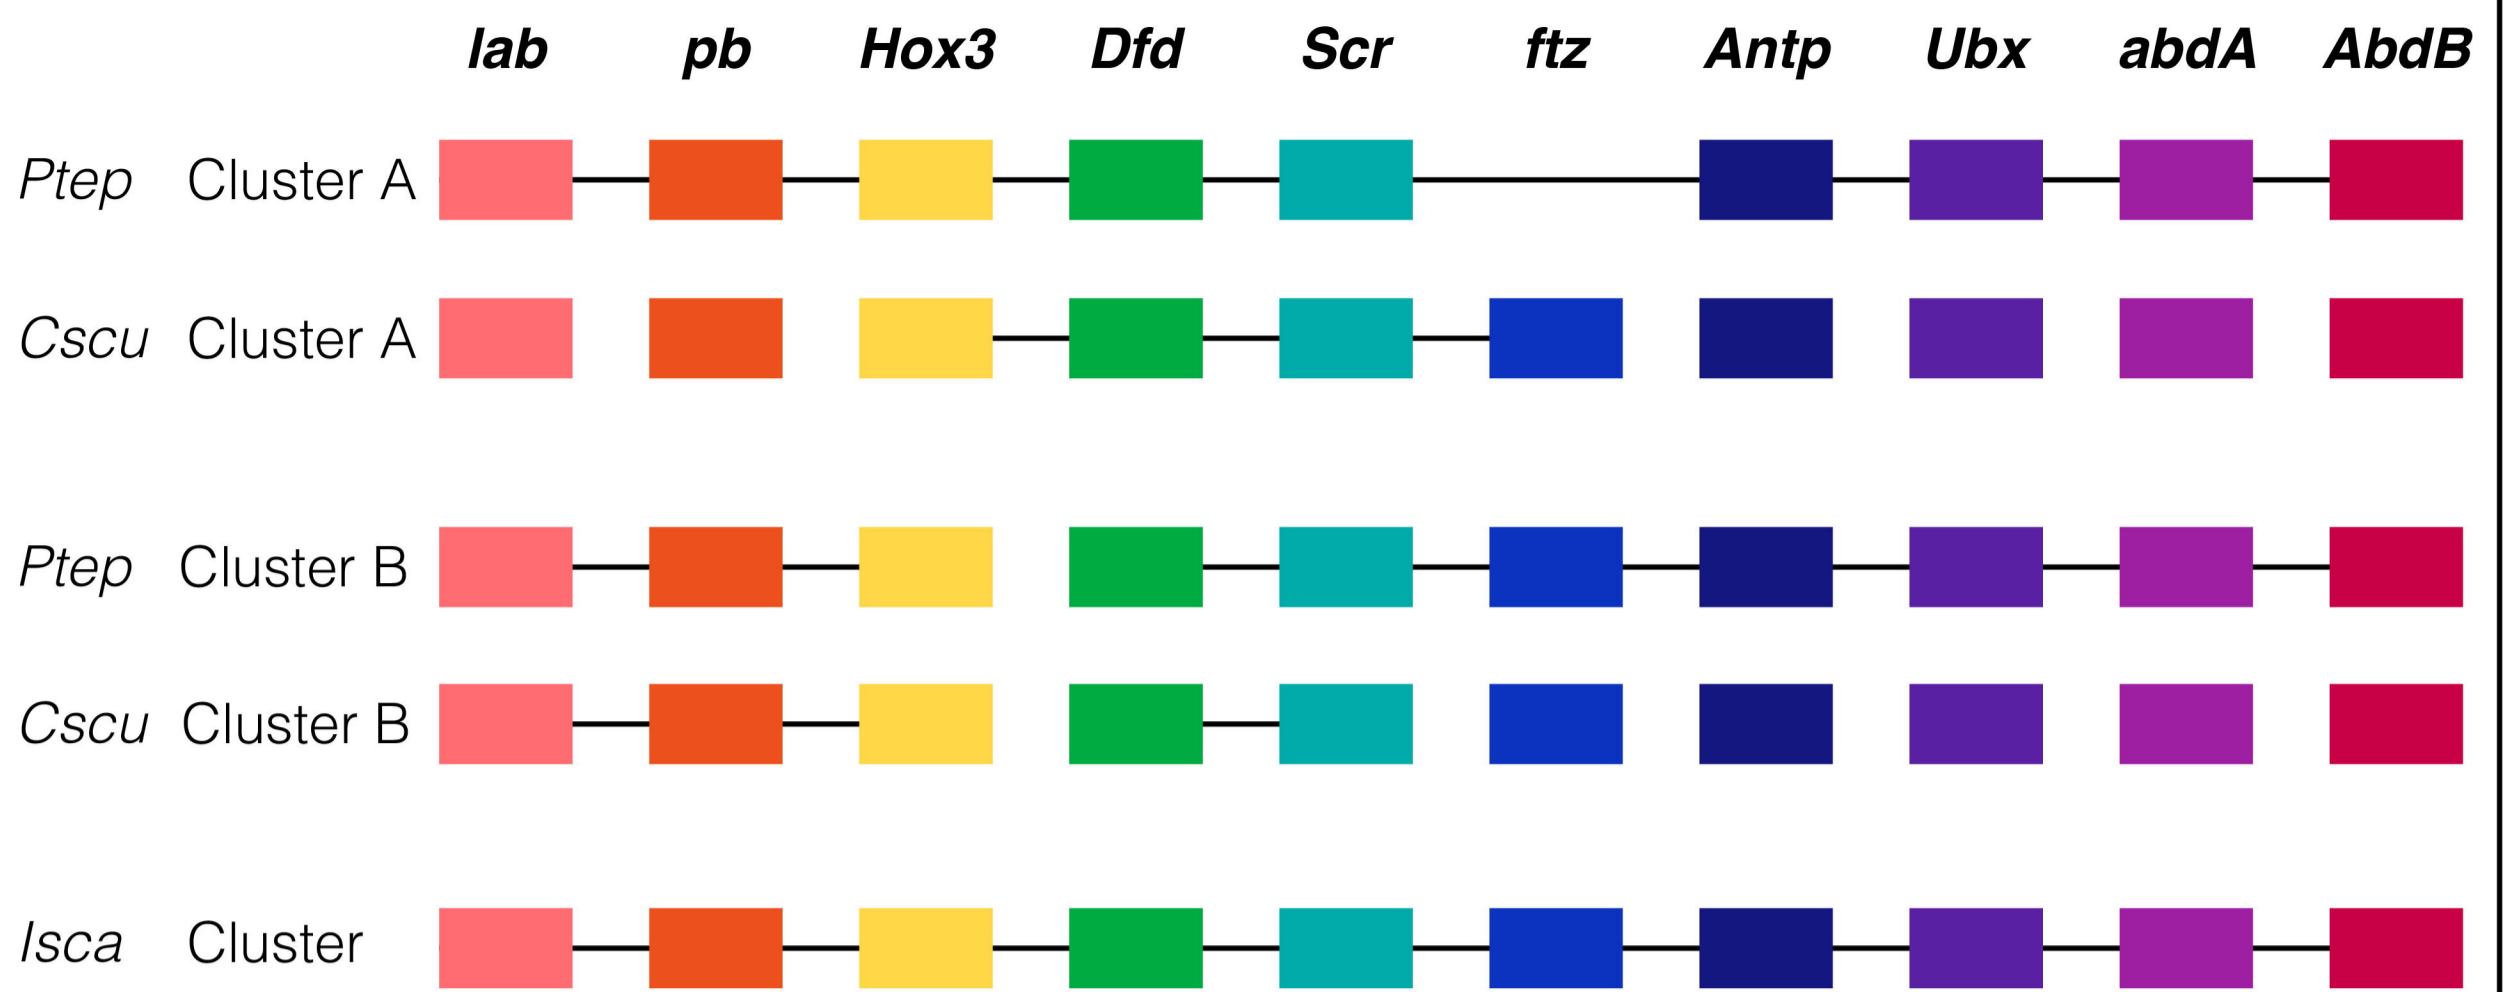 lab pb Hox3 Dfd Scr ftz Antp Ubx abdA AbdB
Ptep Cluster A
Cscu Cluster A
Ptep Cluster B
Cscu Cluster B
Isca Cluster